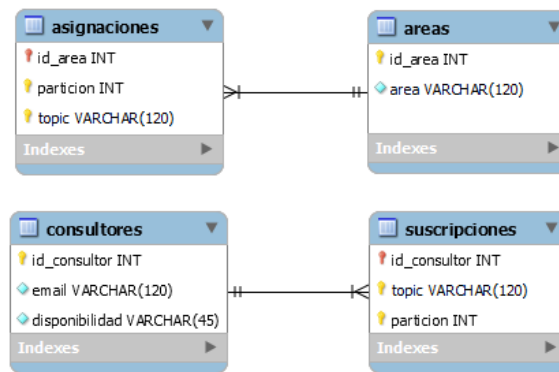 asignaciones
id_area INT
particion INT
topic VARCHAR(120)
Indexes
areas
id_area INT
area VARCHAR(120)
Indexes
consultores
id_consultor INT
email VARCHAR(120)
disponibilidad VARCHAR(45)
Indexes
suscripciones
id_consultor INT
topic VARCHAR(120)
particion INT
Indexes